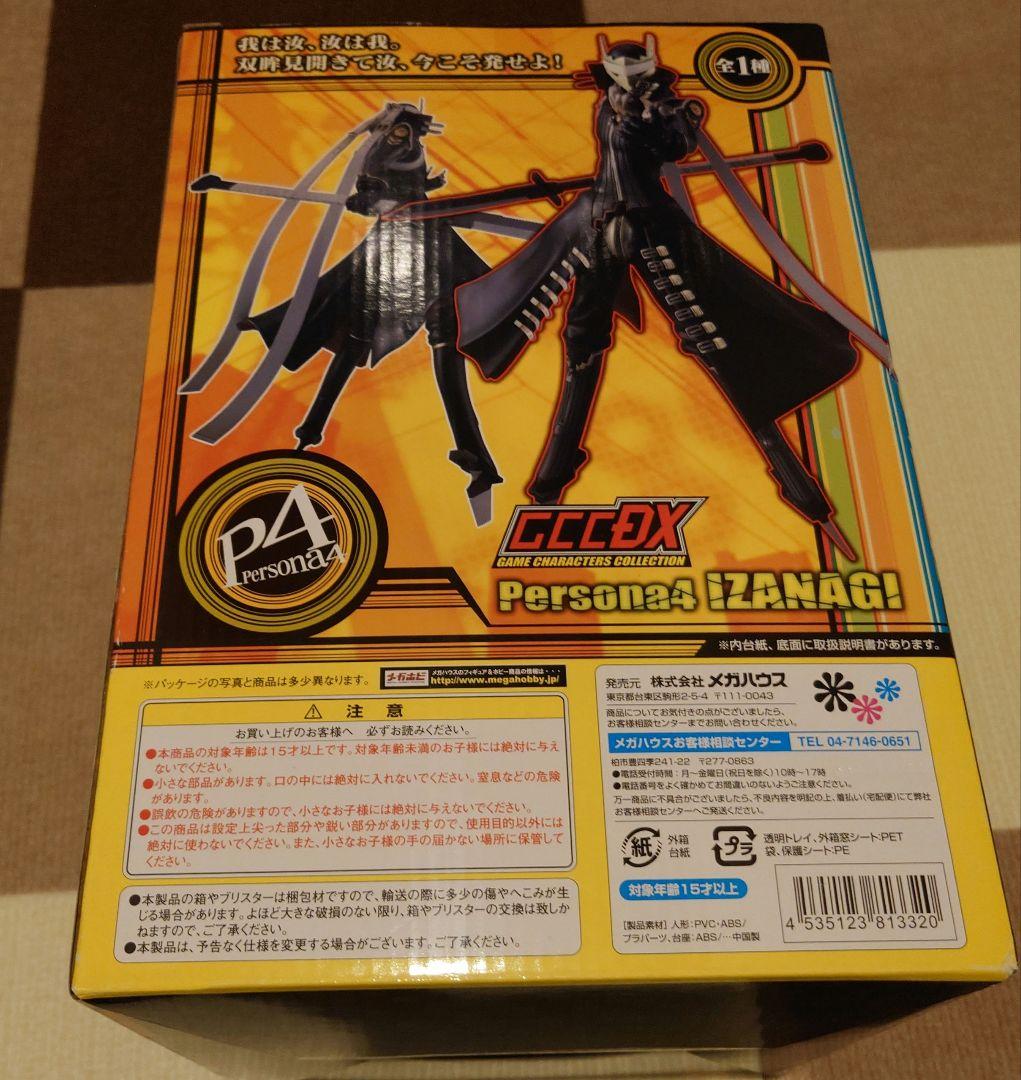 我は汝、汝は我。
双眸見開きて汝、今こそ発せよ!
全1種
P4
Persona4
GCCDX
GAME CHARACTERS COLLECTION
Persona4 IZANAGI
※内台紙、底面に取扱説明書があります。
※パッケージの写真と商品は多少異なります。
メガホビ
メガハウスのフィギュア&ホビー商品の情報は・・・
http://www.megahobby.jp/
⚠ 注意
お買い上げのお客様へ 必ずお読みください。
●本商品の対象年齢は15才以上です。対象年齢未満のお子様には絶対に与え
ないでください。
●小さな部品があります。口の中には絶対に入れないでください。窒息などの危険
があります。
●誤飲の危険がありますので、小さなお子様には絶対に与えないでください。
●この商品は設定上尖った部分や鋭い部分がありますので、使用目的以外には
絶対に使わないでください。また、小さなお子様の手の届かない場所に保管して
ください。
●本製品の箱やブリスターは梱包材ですので、輸送の際に多少の傷やへこみが生
じる場合があります。よほど大きな破損のない限り、箱やブリスターの交換は致しか
ねますので、ご了承ください。
●本製品は、予告なく仕様を変更する場合がございます。ご了承ください。
発売元 株式会社 メガハウス
東京都台東区駒形2-5-4 〒111-0043
商品についてお気付きの点がございましたら、
お客様相談センターまでお問い合わせください。
メガハウスお客様相談センター TEL 04-7146-0651
柏市豊四季241-22 〒277-0863
●電話受付時間:月〜金曜日(祝日を除く)10時〜17時
●電話番号をよく確かめてお間違いのないようご注意ください。
万一商品に不具合がございましたら、不良内容を明記の上、着払い(宅配便)にて弊社
お客様相談センターへご発送ください。
紙 外箱
台紙
プラ 透明トレイ、外箱窓シート:PET
袋、保護シート:PE
対象年齢15才以上
【製品素材】人形:PVC・ABS/
プラパーツ、台座:ABS/…中国製
4 535123 813320